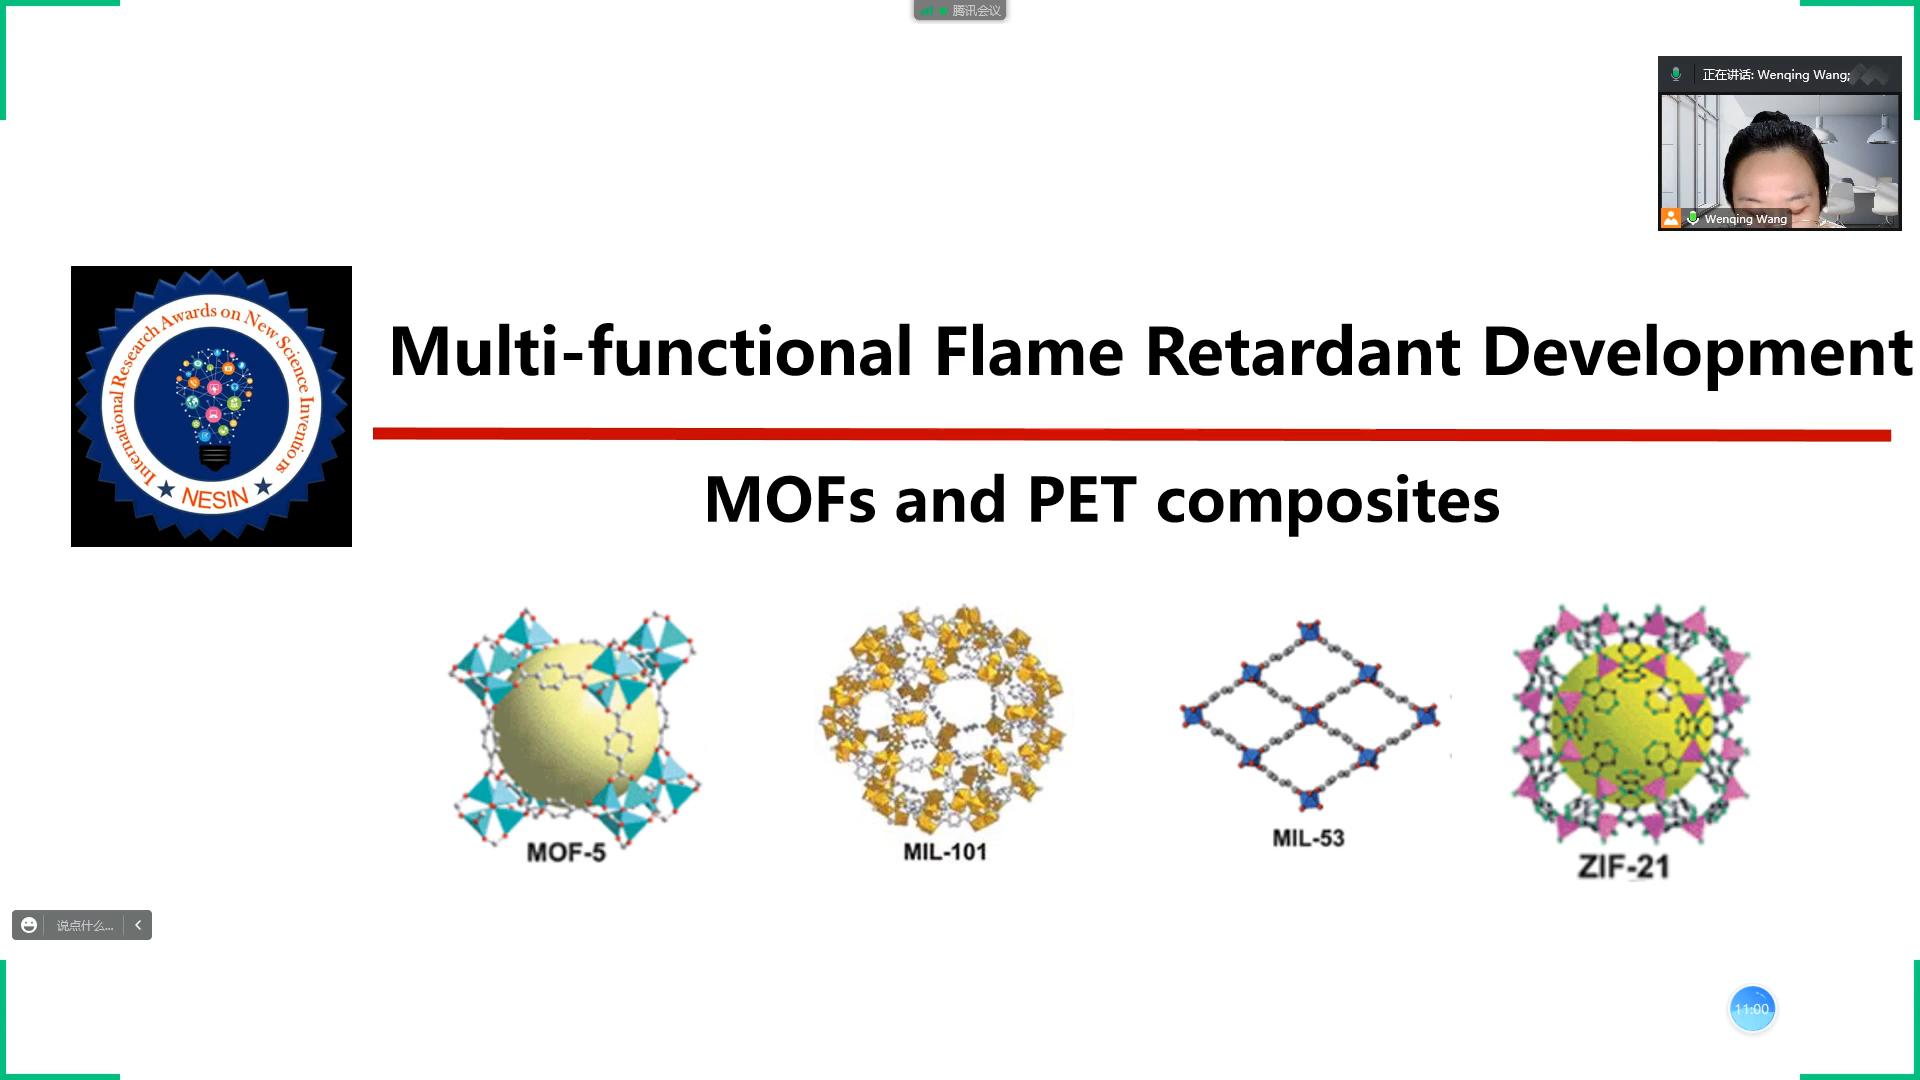 腾讯会议
正在讲话: Wenqing Wang;
Wenqing Wang
International Research Awards on New Science Inventions
★ NESIN ★
Multi-functional Flame Retardant Development
MOFs and PET composites
MOF-5
MIL-101
MIL-53
ZIF-21
说点什么...
11:00